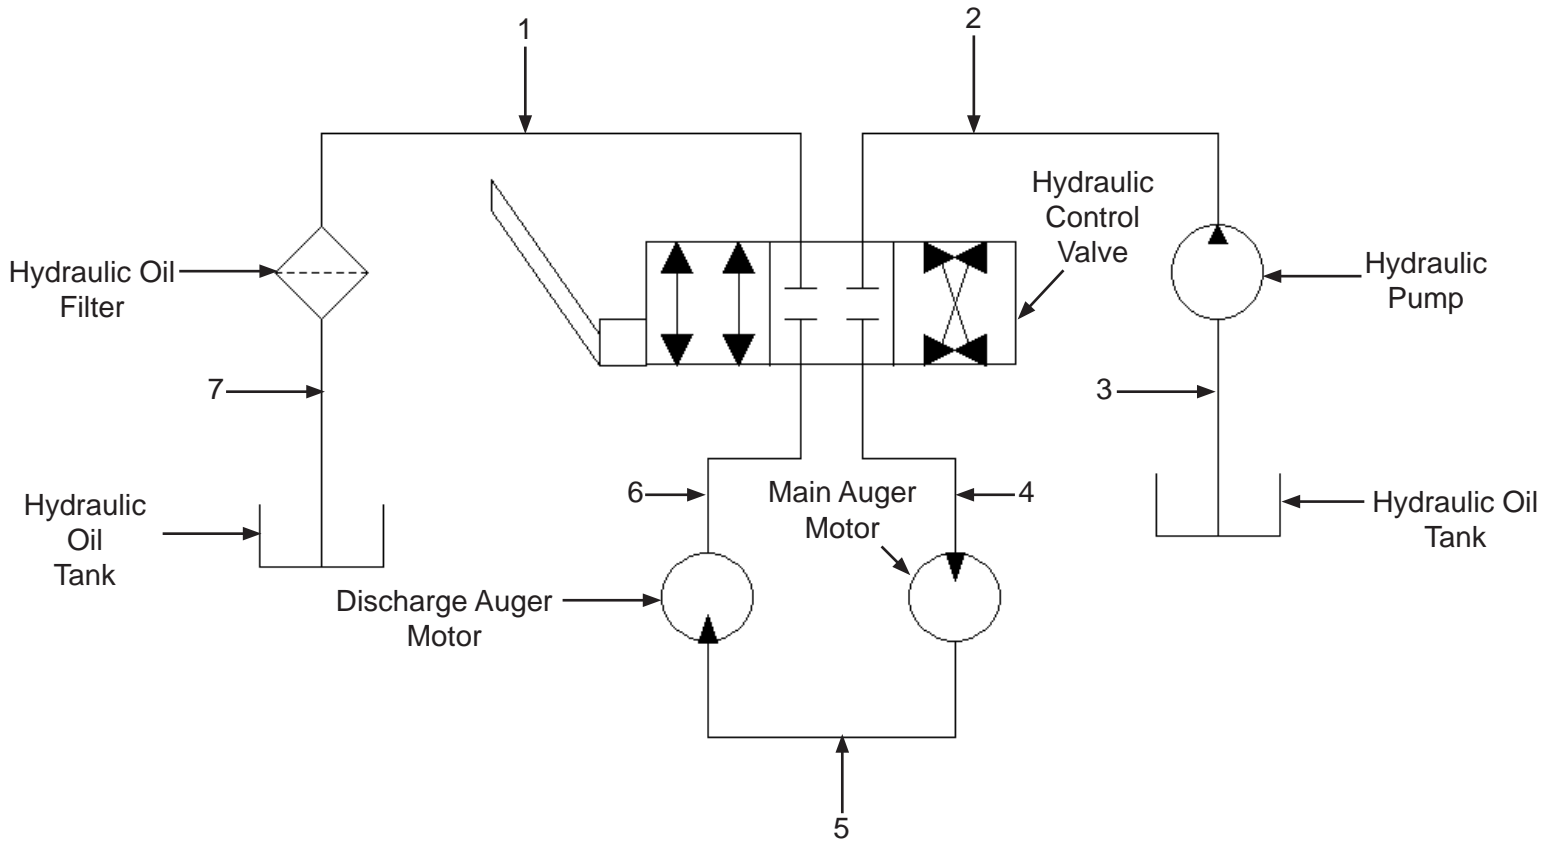 1
2
Hydraulic
Control
Valve
Hydraulic Oil
Filter
Hydraulic
Pump
7
3
Hydraulic
Oil
Tank
6
Main Auger
Motor
4
Hydraulic Oil
Tank
Discharge Auger
Motor
5